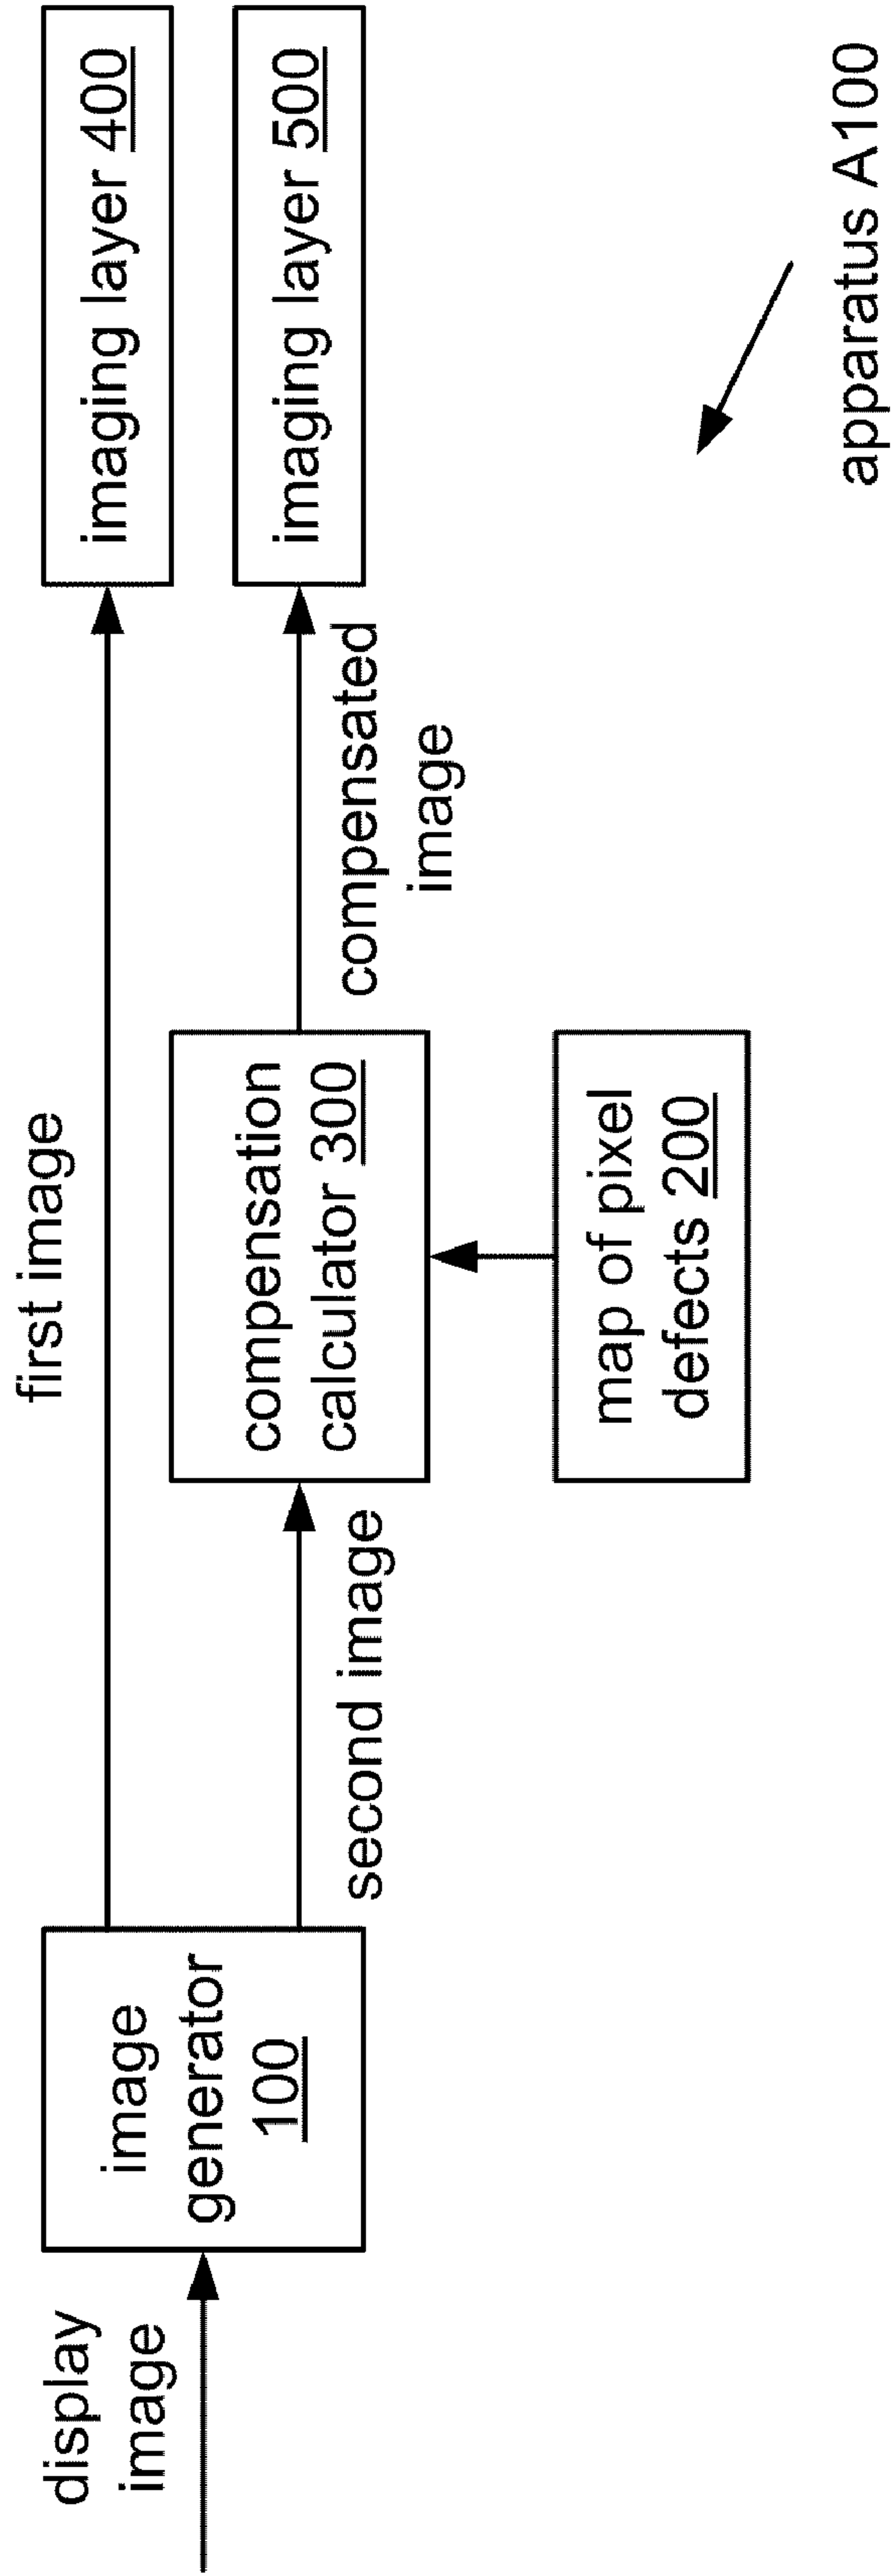 display
image
image
generator
100
first image
second image
compensation
calculator 300
map of pixel
defects 200
compensated
image
imaging layer 400
imaging layer 500
apparatus A100